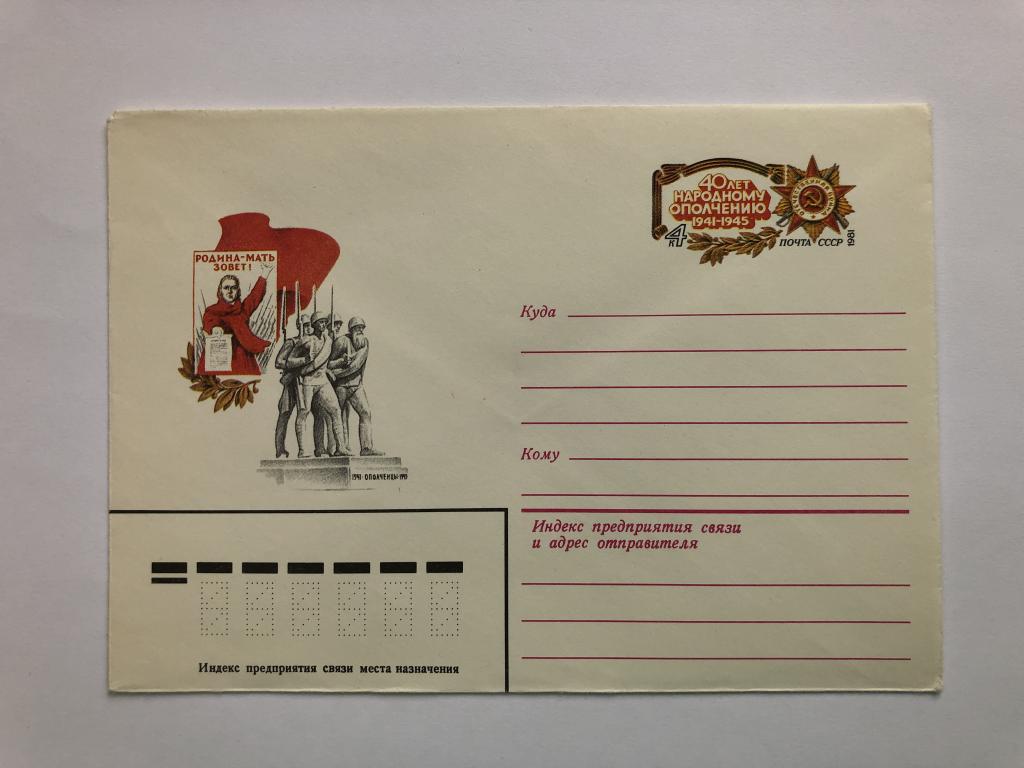 40 ЛЕТ
НАРОДНОМУ
ОПОЛЧЕНИЮ
1941-1945
4
К
ПОЧТА СССР
1981
РОДИНА-МАТЬ
ЗОВЕТ!
1941·ОПОЛЧЕНЦЫ·1945
Куда
Кому
Индекс предприятия связи
и адрес отправителя
Индекс предприятия связи места назначения